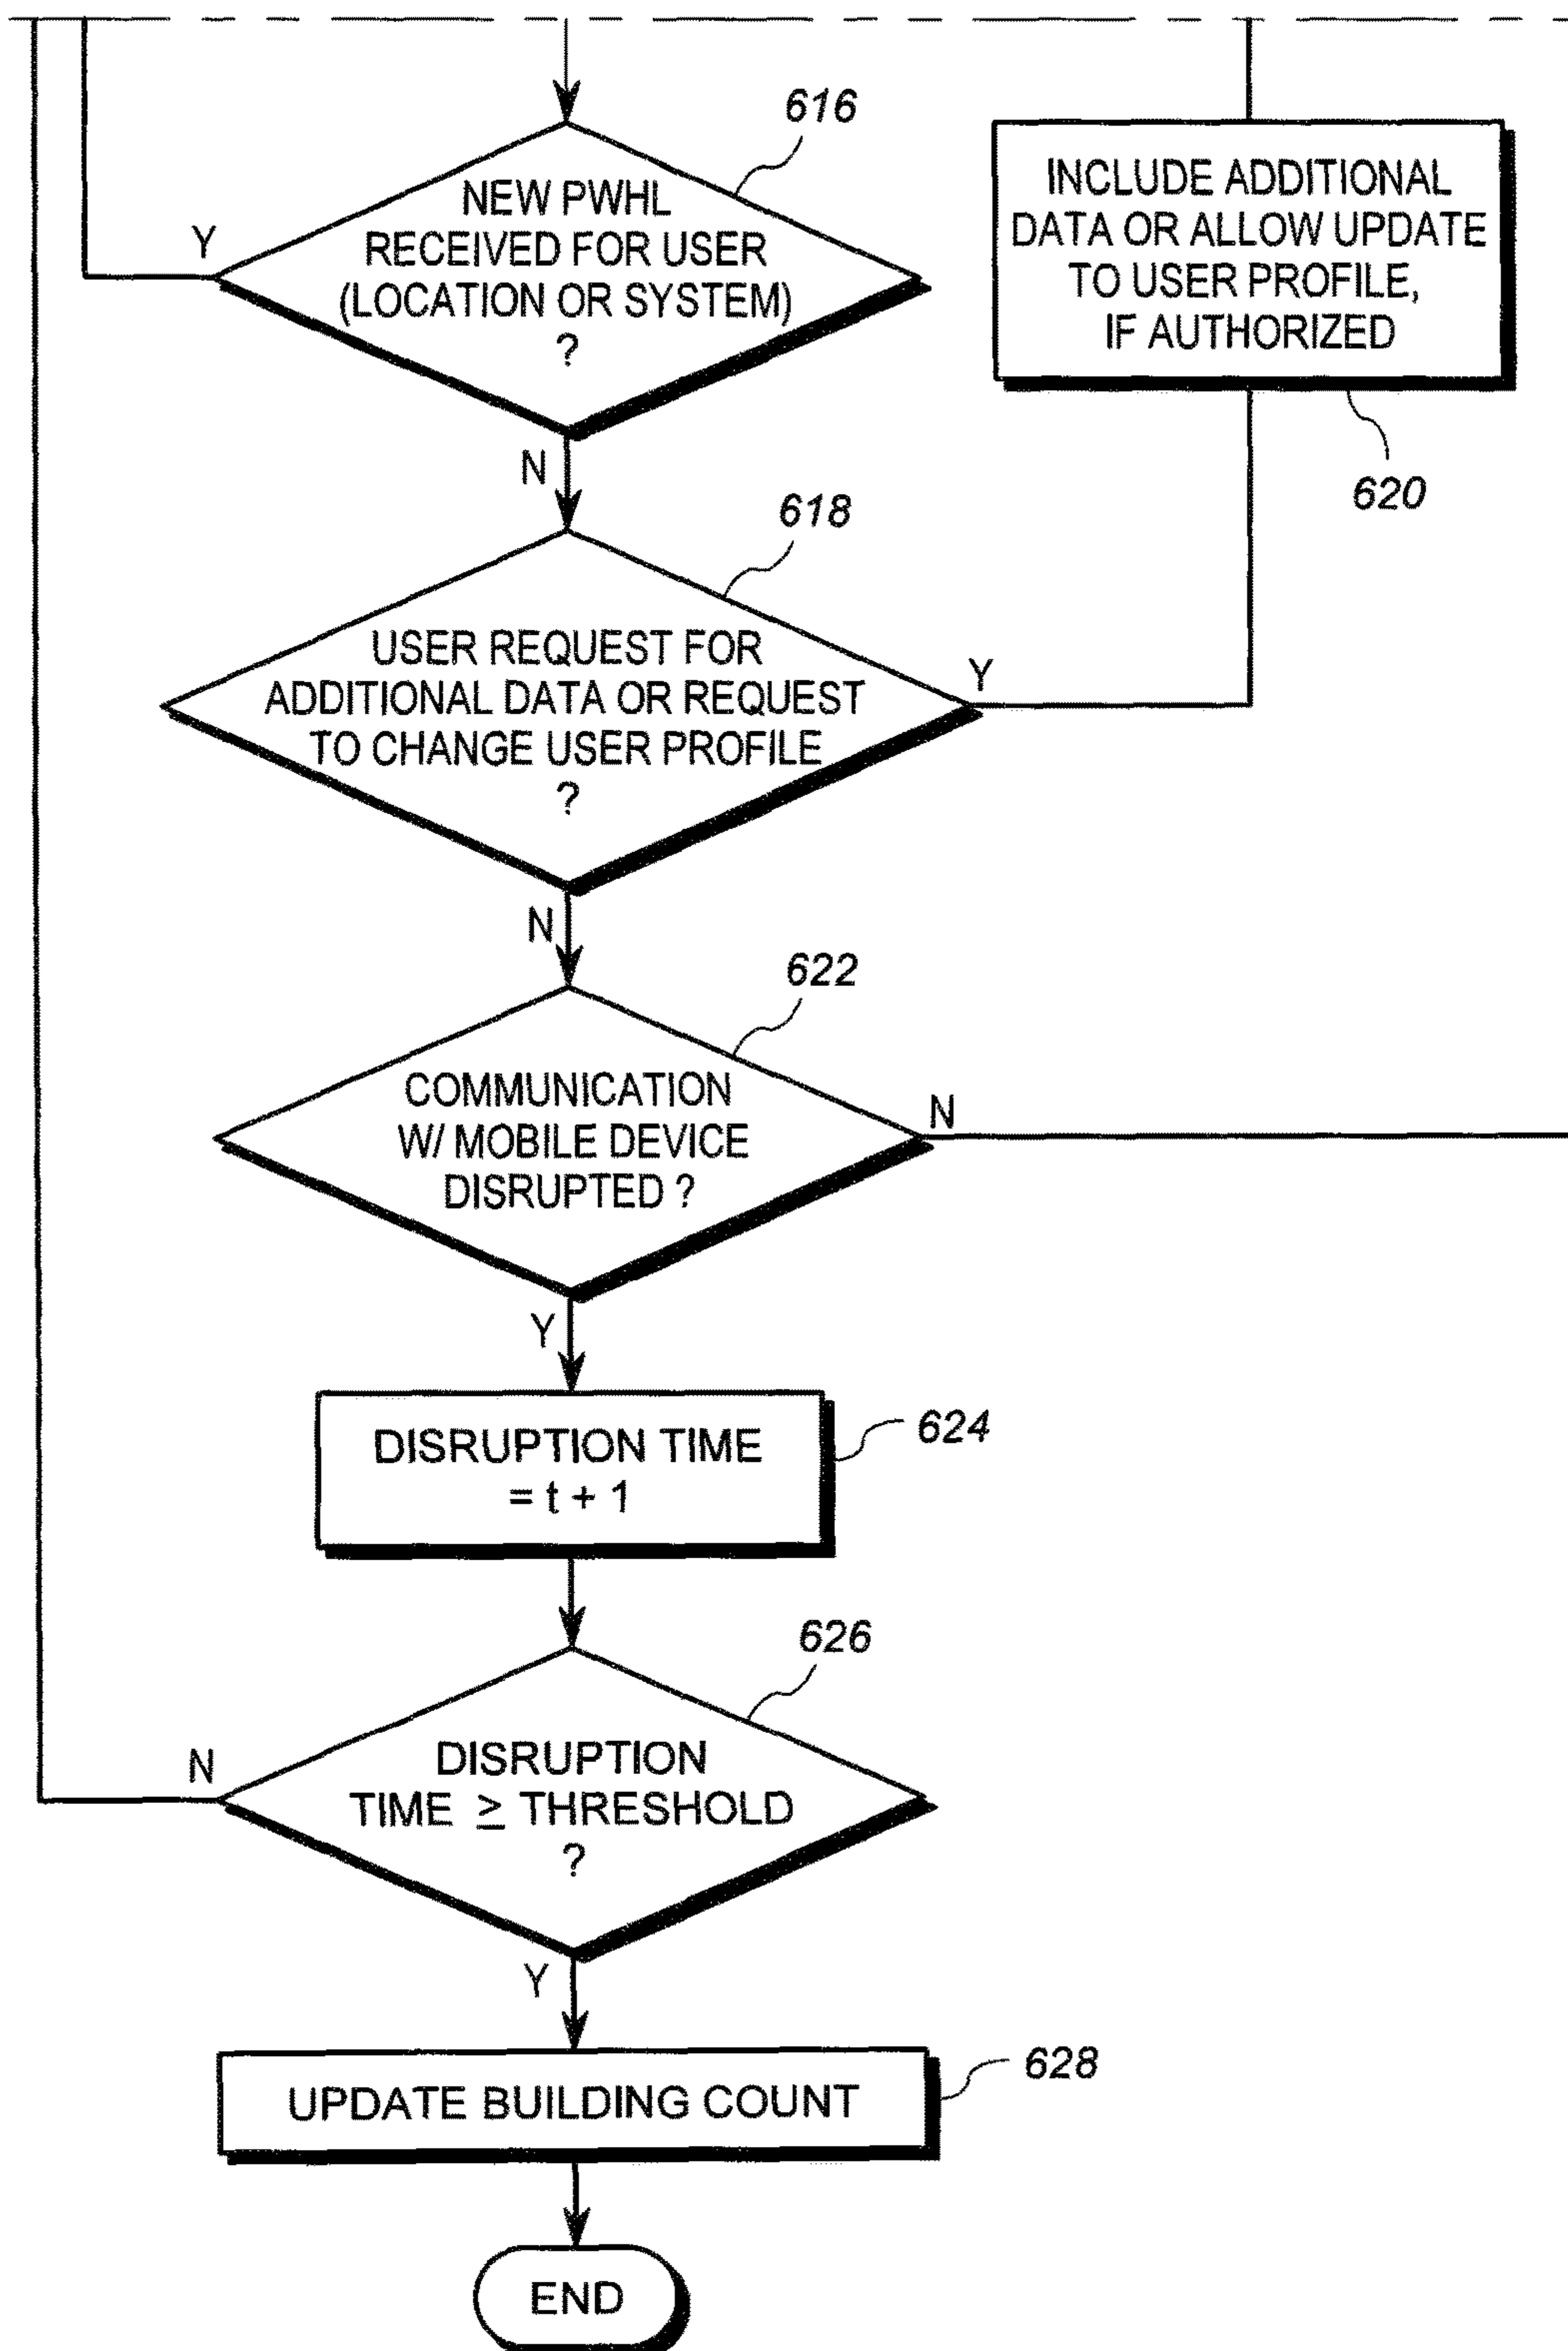 616
NEW PWHL
RECEIVED FOR USER
(LOCATION OR SYSTEM)
?
Y
N
INCLUDE ADDITIONAL
DATA OR ALLOW UPDATE
TO USER PROFILE,
IF AUTHORIZED
620
618
USER REQUEST FOR
ADDITIONAL DATA OR REQUEST
TO CHANGE USER PROFILE
?
Y
N
622
COMMUNICATION
W/ MOBILE DEVICE
DISRUPTED ?
N
Y
DISRUPTION TIME
= t + 1
624
626
DISRUPTION
TIME ≥ THRESHOLD
?
N
Y
UPDATE BUILDING COUNT
628
END